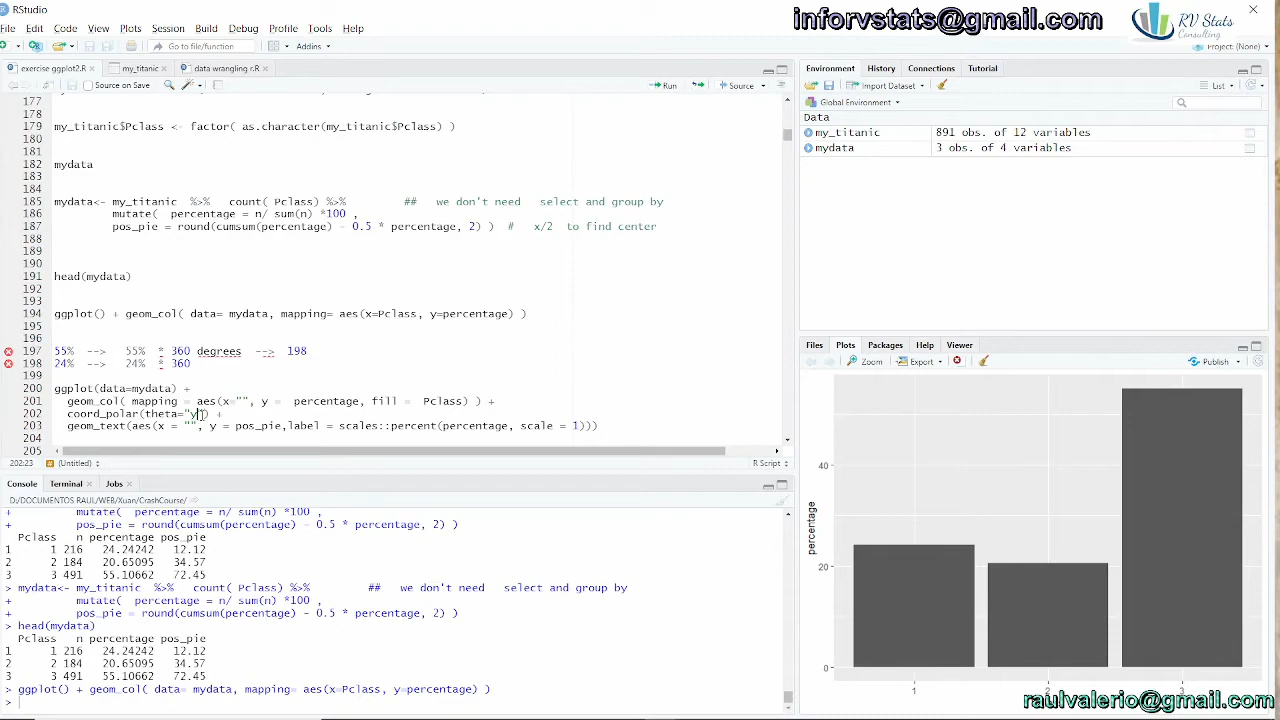 RStudio
inforvstats@gmail.com
RV Stats
Consulting
File Edit Code View Plots Session Build Debug Profile Tools Help
Go to file/function
Addins
Project: (None)
exercise ggplot2.R
my_titanic
data wrangling r.R
Source on Save
Run
Source
177
178
179 my_titanic$Pclass <- factor( as.character(my_titanic$Pclass) )
180
181
182 mydata
183
184
185 mydata<- my_titanic %>% count( Pclass) %>% ## we don't need select and group by
186 mutate( percentage = n/ sum(n) *100 ,
187 pos_pie = round(cumsum(percentage) - 0.5 * percentage, 2) ) # x/2 to find center
188
189
190
191 head(mydata)
192
193
194 ggplot() + geom_col( data= mydata, mapping= aes(x=Pclass, y=percentage) )
195
196
197 55% --> 55% * 360 degrees --> 198
198 24% --> 24% * 360
199
200 ggplot(data=mydata) +
201 geom_col( mapping = aes(x="", y = percentage, fill = Pclass) ) +
202 coord_polar(theta="y") +
203 geom_text(aes(x = "", y = pos_pie,label = scales::percent(percentage, scale = 1)))
204
205
202:23
(Untitled)
R Script
Console Terminal Jobs
D:/DOCUMENTOS RAUL/WEB/Xuan/CrashCourse/
+ mutate( percentage = n/ sum(n) *100 ,
+ pos_pie = round(cumsum(percentage) - 0.5 * percentage, 2) )
Pclass n percentage pos_pie
1 1 216 24.24242 12.12
2 2 184 20.65095 34.57
3 3 491 55.10662 72.45
> mydata<- my_titanic %>% count( Pclass) %>% ## we don't need select and group by
+ mutate( percentage = n/ sum(n) *100 ,
+ pos_pie = round(cumsum(percentage) - 0.5 * percentage, 2) )
> head(mydata)
Pclass n percentage pos_pie
1 1 216 24.24242 12.12
2 2 184 20.65095 34.57
3 3 491 55.10662 72.45
> ggplot() + geom_col( data= mydata, mapping= aes(x=Pclass, y=percentage) )
>
Environment History Connections Tutorial
Import Dataset
List
Global Environment
Data
my_titanic 891 obs. of 12 variables
mydata 3 obs. of 4 variables
Files Plots Packages Help Viewer
Zoom
Export
Publish
percentage
40
20
0
1
2
3
raulvalerio@gmail.com